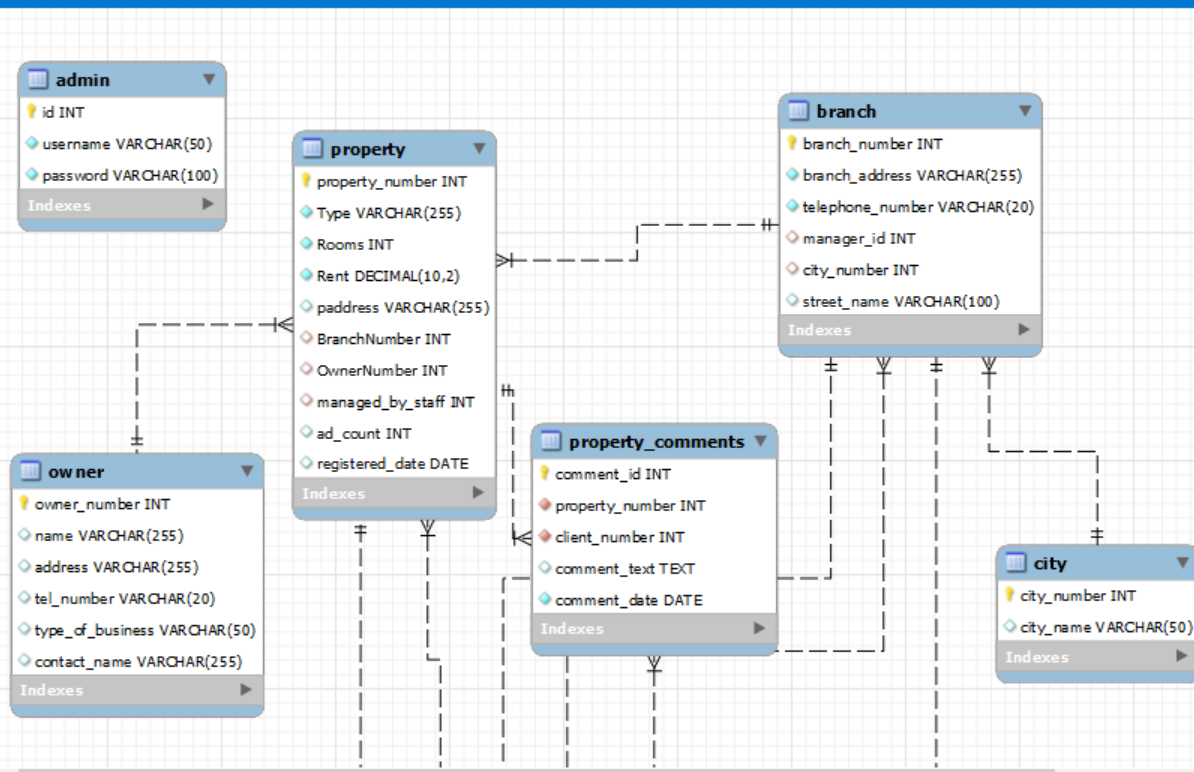 admin
id INT
username VARCHAR(50)
password VARCHAR(100)
Indexes
property
property_number INT
Type VARCHAR(255)
Rooms INT
Rent DECIMAL(10,2)
paddress VARCHAR(255)
BranchNumber INT
OwnerNumber INT
managed_by_staff INT
ad_count INT
registered_date DATE
Indexes
branch
branch_number INT
branch_address VARCHAR(255)
telephone_number VARCHAR(20)
manager_id INT
city_number INT
street_name VARCHAR(100)
Indexes
owner
owner_number INT
name VARCHAR(255)
address VARCHAR(255)
tel_number VARCHAR(20)
type_of_business VARCHAR(50)
contact_name VARCHAR(255)
Indexes
property_comments
comment_id INT
property_number INT
client_number INT
comment_text TEXT
comment_date DATE
Indexes
city
city_number INT
city_name VARCHAR(50)
Indexes